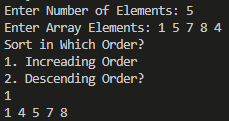 Enter Number of Elements: 5
Enter Array Elements: 1 5 7 8 4
Sort in Which Order?
1. Increading Order
2. Descending Order?
1
1 4 5 7 8